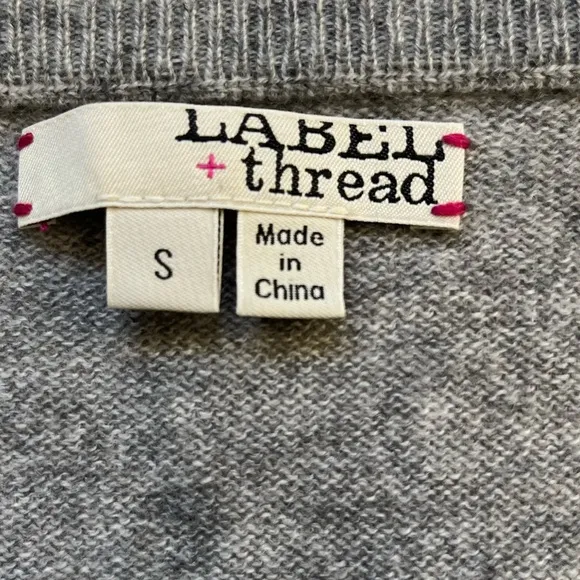 LABEL
+ thread
S
Made
in
China